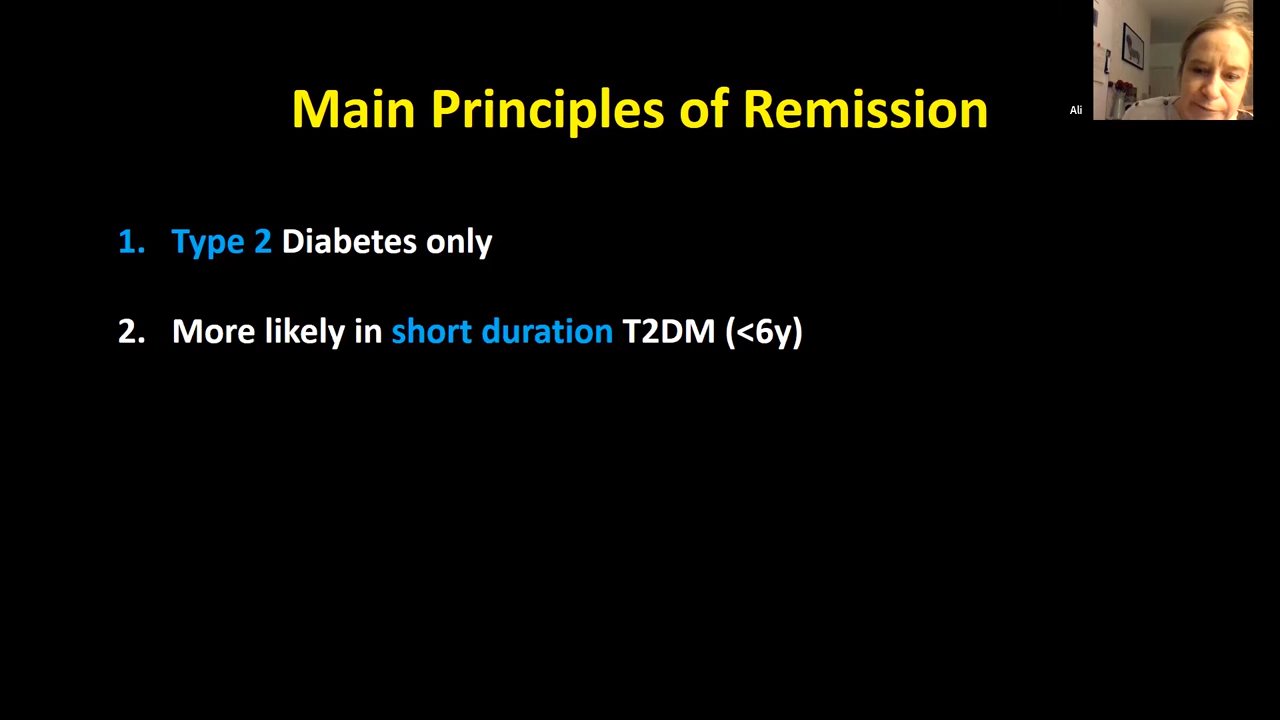 Main Principles of Remission
Ali
1. Type 2 Diabetes only
2. More likely in short duration T2DM (<6y)